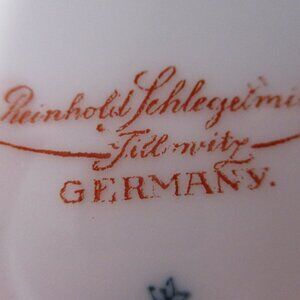 Reinhold Schlegelmi
Tillowitz
GERMANY.